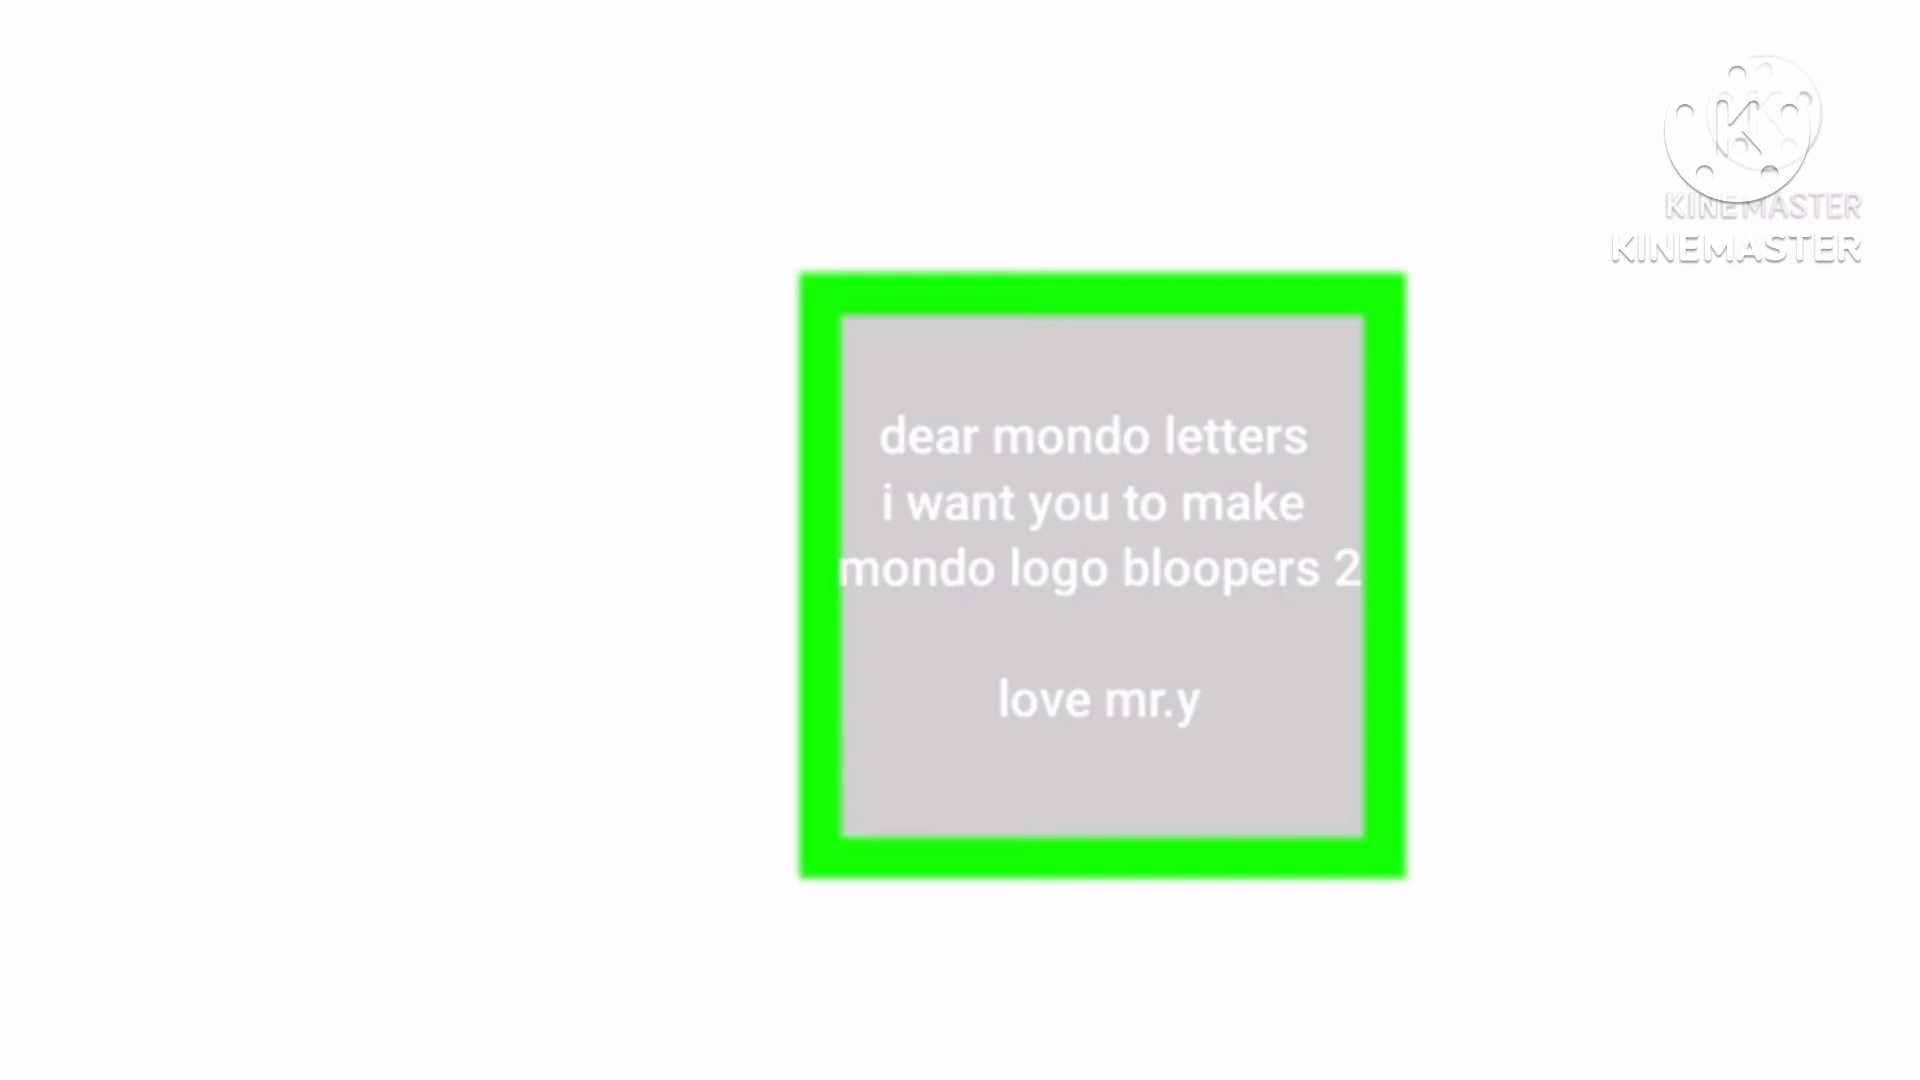 KINEMASTER
KINEMASTER
dear mondo letters
i want you to make
mondo logo bloopers 2
love mr.y